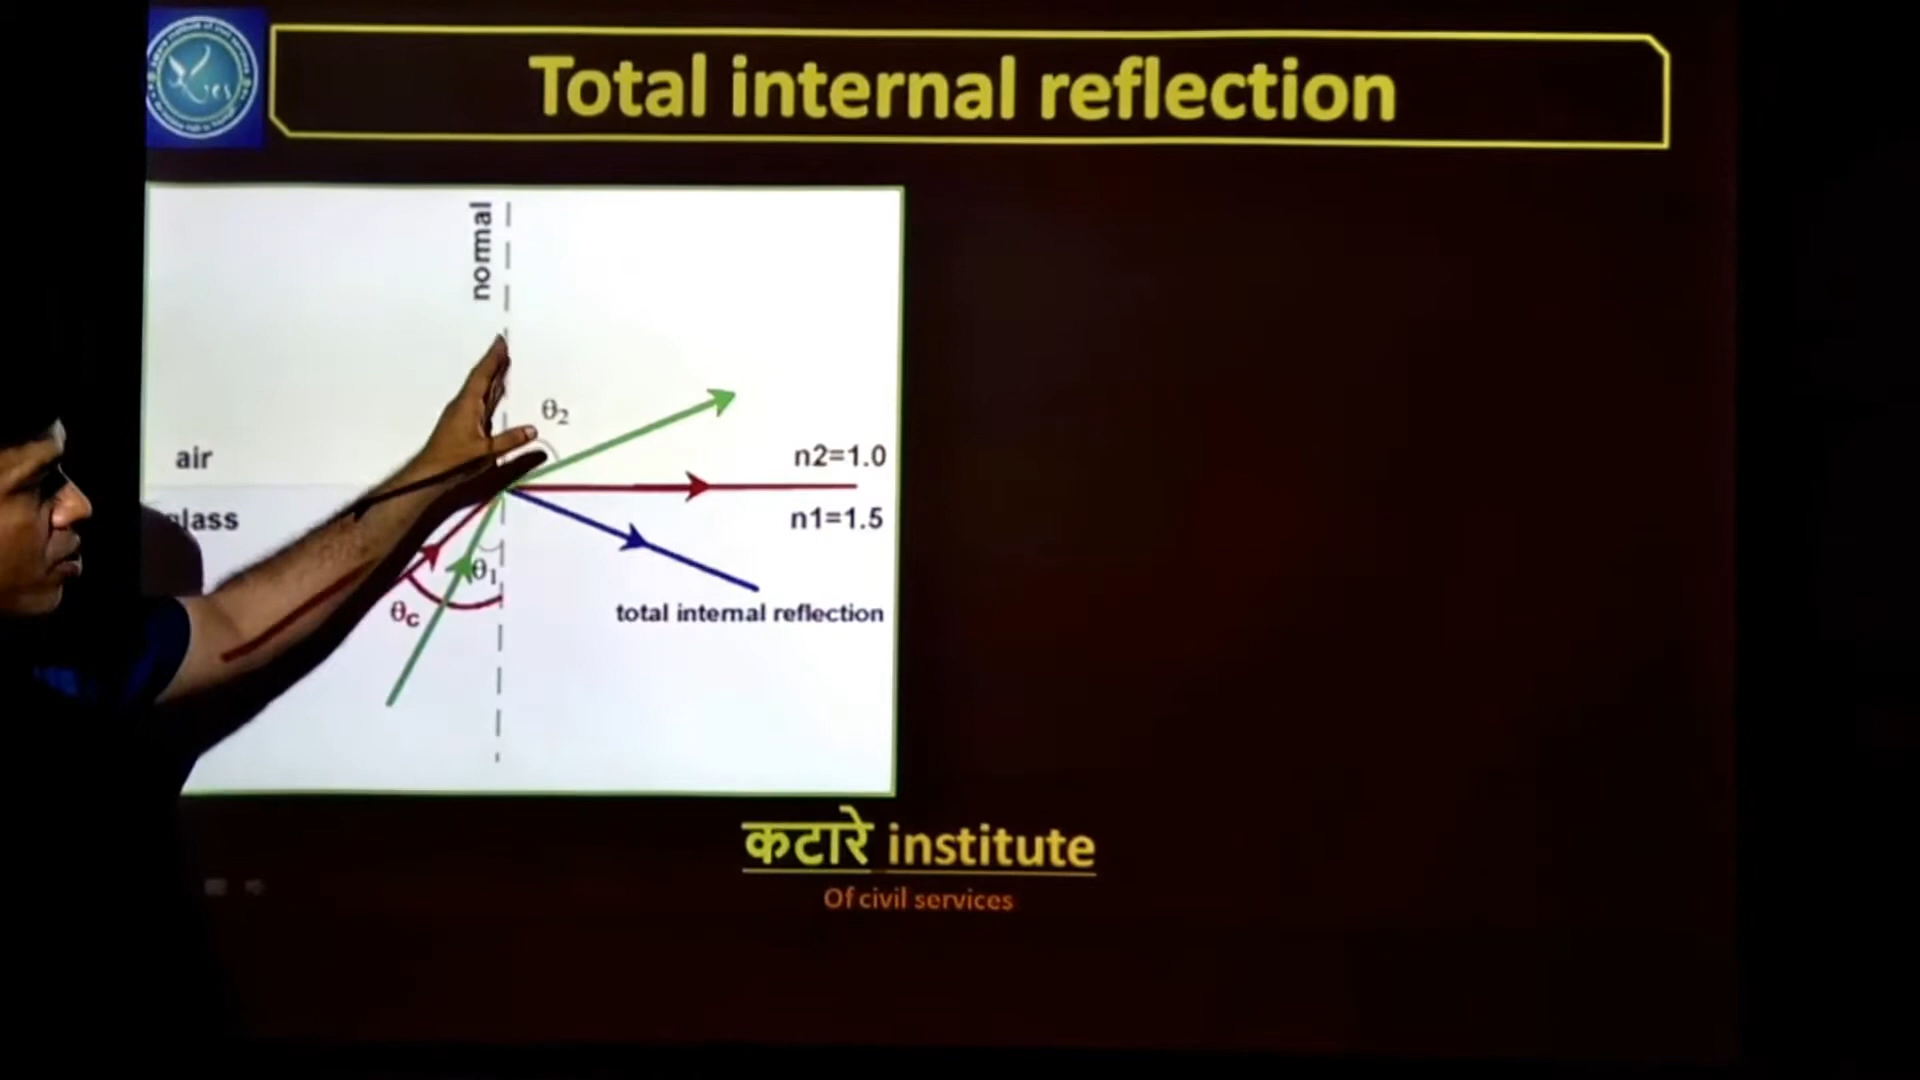 Total internal reflection
normal
θ2
air
n2=1.0
glass
n1=1.5
θ1
θc
total internal reflection
कटारे institute
Of civil services